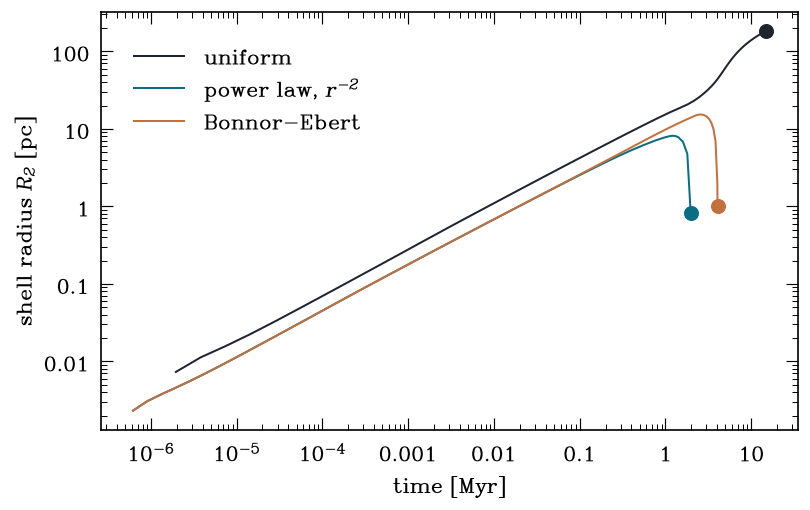 100
10
1
0.1
0.01
shell radius R₂ [pc]
uniform
power law, r⁻²
Bonnor−Ebert
10⁻⁶ 10⁻⁵ 10⁻⁴ 0.001 0.01 0.1 1 10
time [Myr]